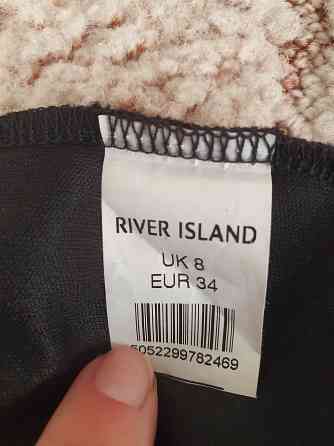 RIVER ISLAND
UK 8
EUR 34
5052299782469